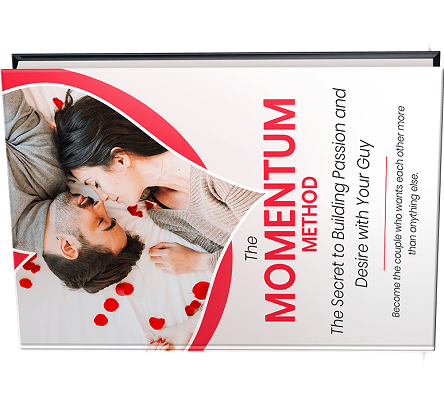 The
MOMENTUM
METHOD
The Secret to Building Passion and
Desire with Your Guy
Become the couple who wants each other more
than anything else.